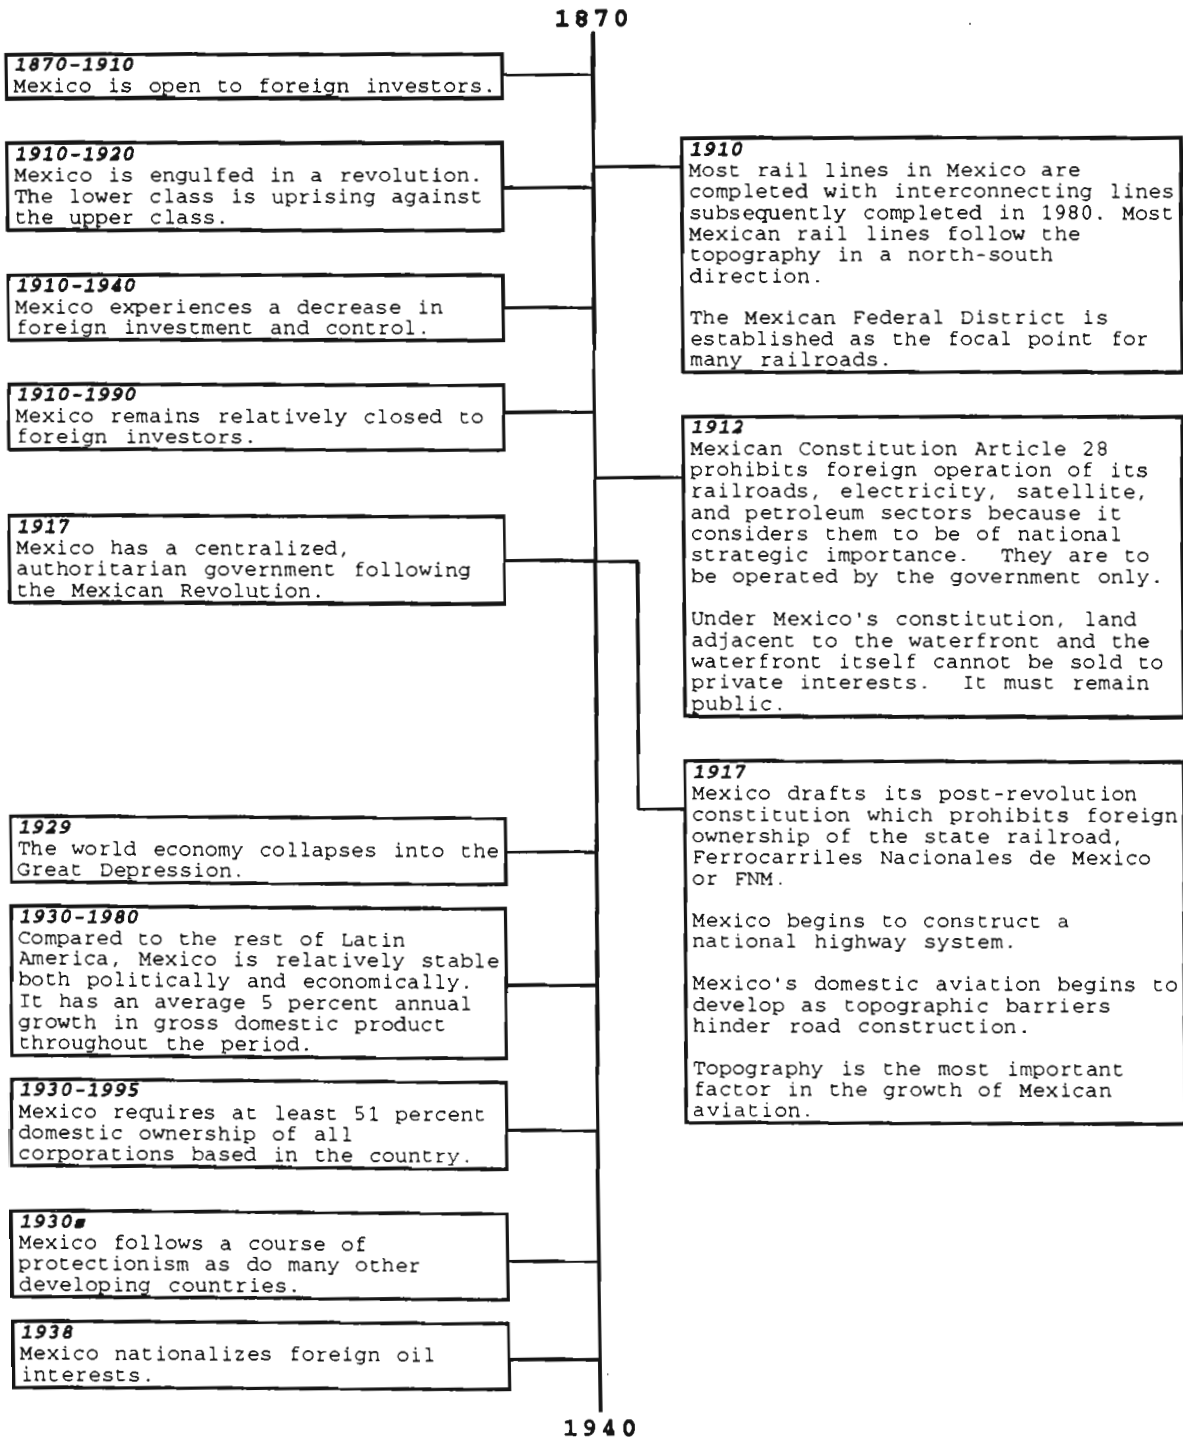 1870
1870-1910
Mexico is open to foreign investors.
1910-1920
Mexico is engulfed in a revolution.
The lower class is uprising against
the upper class.
1910-1940
Mexico experiences a decrease in
foreign investment and control.
1910-1990
Mexico remains relatively closed to
foreign investors.
1917
Mexico has a centralized,
authoritarian government following
the Mexican Revolution.
1929
The world economy collapses into the
Great Depression.
1930-1980
Compared to the rest of Latin
America, Mexico is relatively stable
both politically and economically.
It has an average 5 percent annual
growth in gross domestic product
throughout the period.
1930-1995
Mexico requires at least 51 percent
domestic ownership of all
corporations based in the country.
1930s
Mexico follows a course of
protectionism as do many other
developing countries.
1938
Mexico nationalizes foreign oil
interests.
1910
Most rail lines in Mexico are
completed with interconnecting lines
subsequently completed in 1980. Most
Mexican rail lines follow the
topography in a north-south
direction.
The Mexican Federal District is
established as the focal point for
many railroads.
1912
Mexican Constitution Article 28
prohibits foreign operation of its
railroads, electricity, satellite,
and petroleum sectors because it
considers them to be of national
strategic importance. They are to
be operated by the government only.
Under Mexico's constitution, land
adjacent to the waterfront and the
waterfront itself cannot be sold to
private interests. It must remain
public.
1917
Mexico drafts its post-revolution
constitution which prohibits foreign
ownership of the state railroad,
Ferrocarriles Nacionales de Mexico
or FNM.
Mexico begins to construct a
national highway system.
Mexico's domestic aviation begins to
develop as topographic barriers
hinder road construction.
Topography is the most important
factor in the growth of Mexican
aviation.
1940